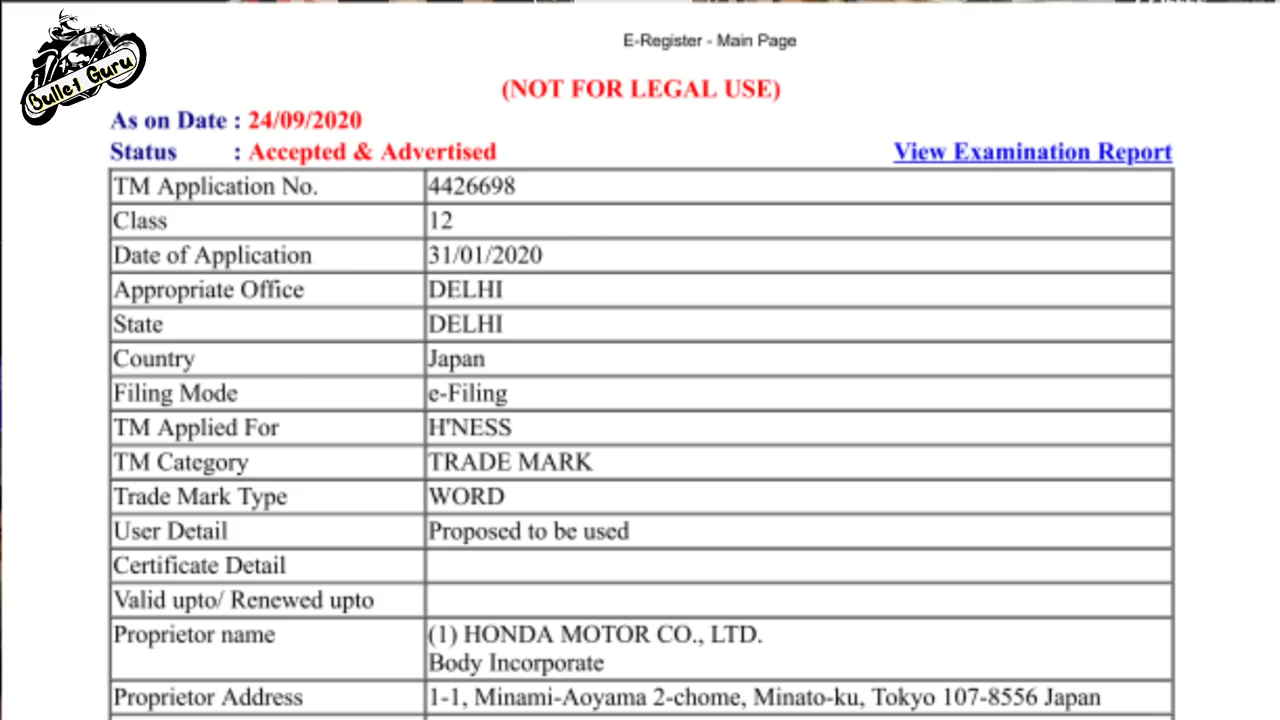 Bullet Guru
E-Register - Main Page
(NOT FOR LEGAL USE)
As on Date : 24/09/2020
Status : Accepted & Advertised
View Examination Report
TM Application No. 4426698
Class 12
Date of Application 31/01/2020
Appropriate Office DELHI
State DELHI
Country Japan
Filing Mode e-Filing
TM Applied For H'NESS
TM Category TRADE MARK
Trade Mark Type WORD
User Detail Proposed to be used
Certificate Detail
Valid upto/ Renewed upto
Proprietor name (1) HONDA MOTOR CO., LTD.
Body Incorporate
Proprietor Address 1-1, Minami-Aoyama 2-chome, Minato-ku, Tokyo 107-8556 Japan